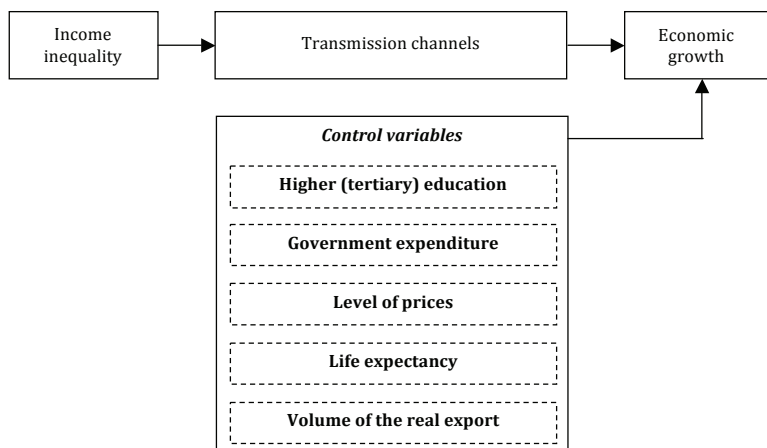 Income
inequality
Transmission channels
Economic
growth
Control variables
Higher (tertiary) education
Government expenditure
Level of prices
Life expectancy
Volume of the real export